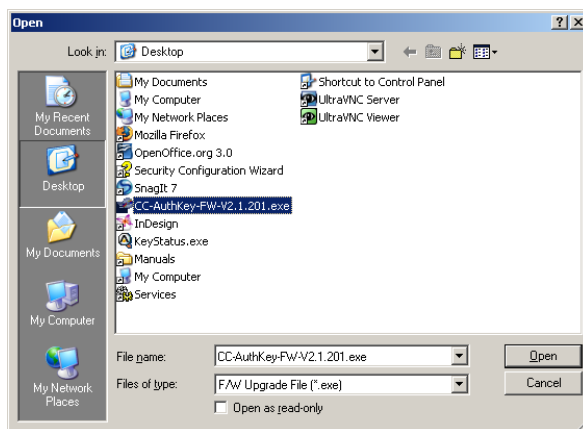 Open
Look in: Desktop
My Recent
Documents
Desktop
My Documents
My Computer
My Network
Places
My Documents
My Computer
My Network Places
Mozilla Firefox
OpenOffice.org 3.0
Security Configuration Wizard
SnagIt 7
CC-AuthKey-FW-V2.1.201.exe
InDesign
KeyStatus.exe
Manuals
My Computer
Services
Shortcut to Control Panel
UltraVNC Server
UltraVNC Viewer
File name: CC-AuthKey-FW-V2.1.201.exe Open
Files of type: F/W Upgrade File (*.exe) Cancel
Open as read-only